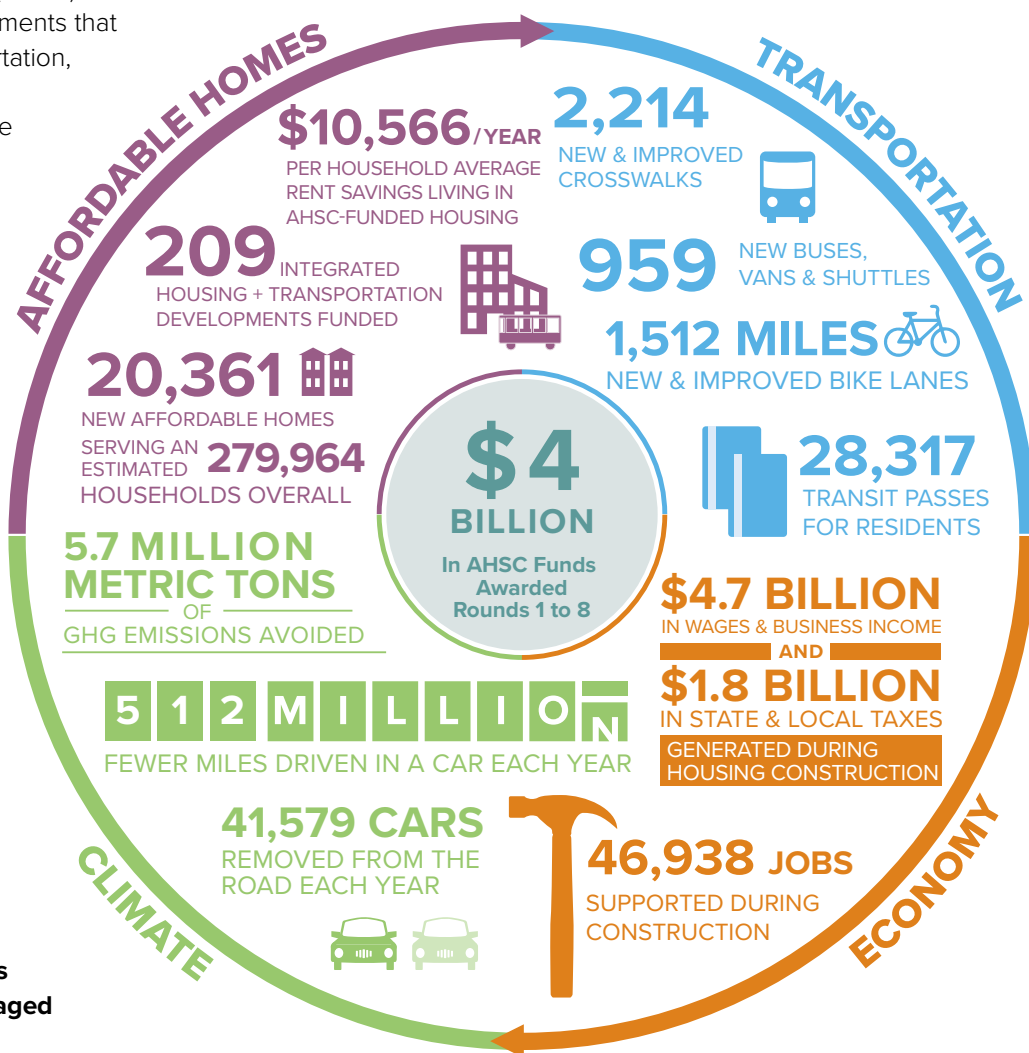 ments that
rtation,
e
AFFORDABLE HOMES
$10,566/YEAR
PER HOUSEHOLD AVERAGE
RENT SAVINGS LIVING IN
AHSC-FUNDED HOUSING
209 INTEGRATED
HOUSING + TRANSPORTATION
DEVELOPMENTS FUNDED
20,361
NEW AFFORDABLE HOMES
SERVING AN
ESTIMATED 279,964
HOUSEHOLDS OVERALL
TRANSPORTATION
2,214
NEW & IMPROVED
CROSSWALKS
959 NEW BUSES,
VANS & SHUTTLES
1,512 MILES
NEW & IMPROVED BIKE LANES
28,317
TRANSIT PASSES
FOR RESIDENTS
$4
BILLION
In AHSC Funds
Awarded
Rounds 1 to 8
5.7 MILLION
METRIC TONS
OF
GHG EMISSIONS AVOIDED
512 MILLION
FEWER MILES DRIVEN IN A CAR EACH YEAR
41,579 CARS
REMOVED FROM THE
ROAD EACH YEAR
CLIMATE
$4.7 BILLION
IN WAGES & BUSINESS INCOME
AND
$1.8 BILLION
IN STATE & LOCAL TAXES
GENERATED DURING
HOUSING CONSTRUCTION
46,938 JOBS
SUPPORTED DURING
CONSTRUCTION
ECONOMY
s
aged